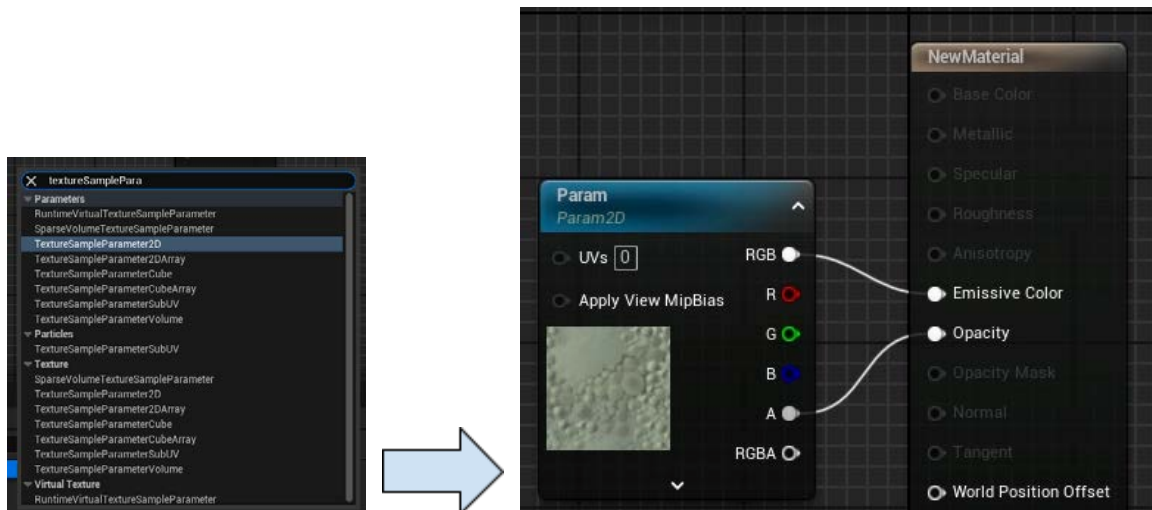 textureSamplePara
Parameters
RuntimeVirtualTextureSampleParameter
SparseVolumeTextureSampleParameter
TextureSampleParameter2D
TextureSampleParameter2DArray
TextureSampleParameterCube
TextureSampleParameterCubeArray
TextureSampleParameterSubUV
TextureSampleParameterVolume
Particles
TextureSampleParameterSubUV
Texture
SparseVolumeTextureSampleParameter
TextureSampleParameter2D
TextureSampleParameter2DArray
TextureSampleParameterCube
TextureSampleParameterCubeArray
TextureSampleParameterSubUV
TextureSampleParameterVolume
Virtual Texture
RuntimeVirtualTextureSampleParameter
Param
Param2D
UVs 0
Apply View MipBias
RGB
R
G
B
A
RGBA
NewMaterial
Base Color
Metallic
Specular
Roughness
Anisotropy
Emissive Color
Opacity
Opacity Mask
Normal
Tangent
World Position Offset